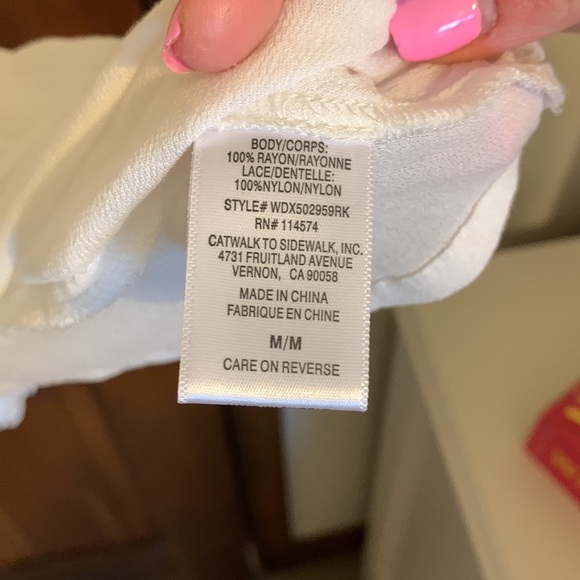 BODY/CORPS:
100% RAYON/RAYONNE
LACE/DENTELLE:
100%NYLON/NYLON
STYLE# WDX502959RK
RN# 114574
CATWALK TO SIDEWALK, INC.
4731 FRUITLAND AVENUE
VERNON, CA 90058
MADE IN CHINA
FABRIQUE EN CHINE
M/M
CARE ON REVERSE